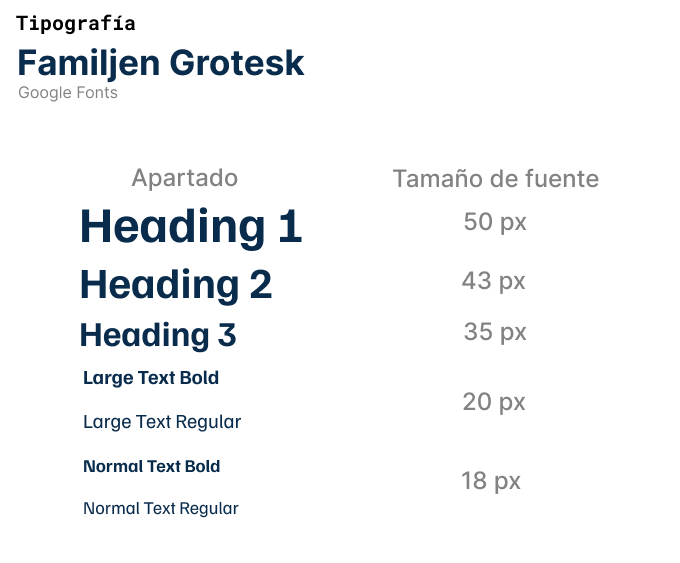 Tipografía
Familjen Grotesk
Google Fonts
Apartado Tamaño de fuente
Heading 1 50 px
Heading 2 43 px
Heading 3 35 px
Large Text Bold
20 px
Large Text Regular
Normal Text Bold
18 px
Normal Text Regular